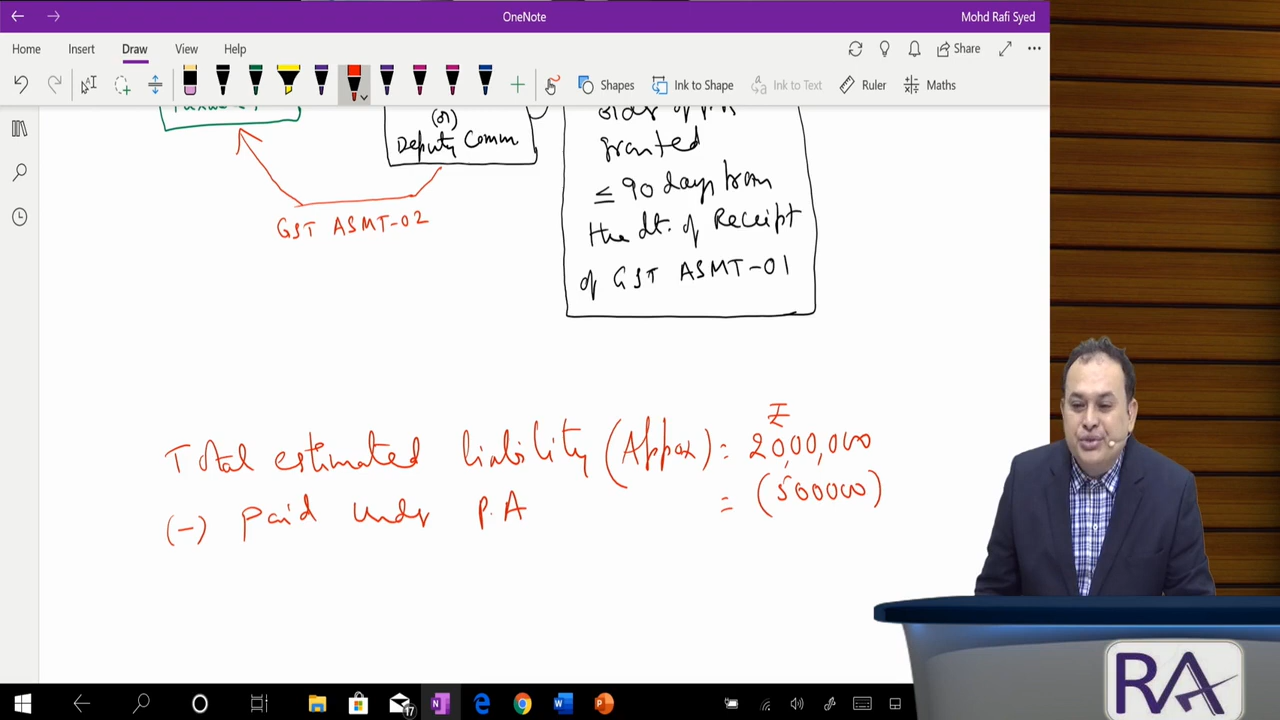 OneNote
Mohd Rafi Syed
Home Insert Draw View Help
Share
Shapes
Ink to Shape
Ink to Text
Ruler
Maths
(or)
Deputy Comm
granted
≤ 90 days from
the dt. of Receipt
of GST ASMT-01
GST ASMT-02
₹
Total estimated liability (Approx) = 2000,000
(-) Paid under P.A = (500000)
17
RA